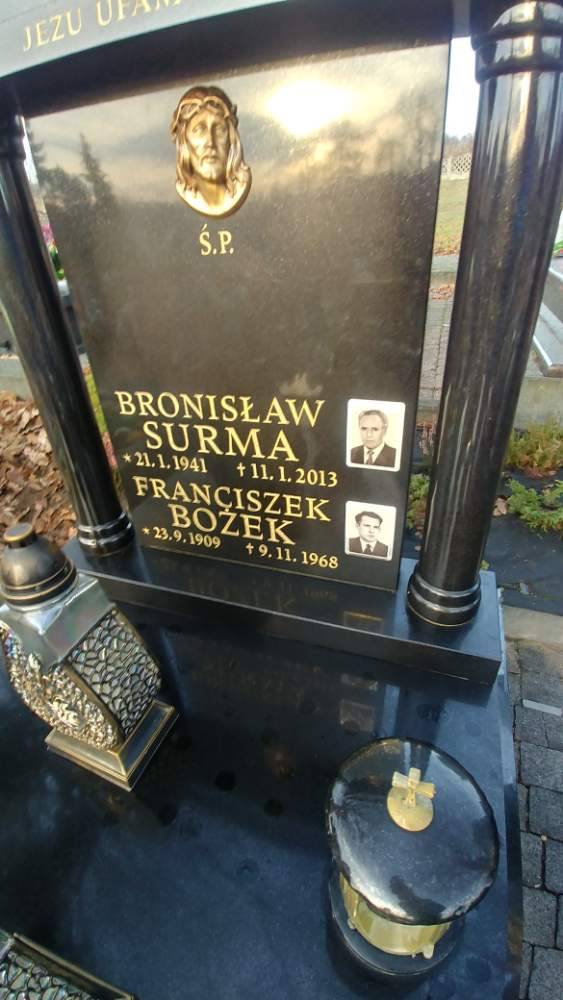 JEZU UFAM
Ś.P.
BRONISŁAW
SURMA
*21.1.1941 †11.1.2013
FRANCISZEK
BOŻEK
*23.9.1909 †9.11.1968